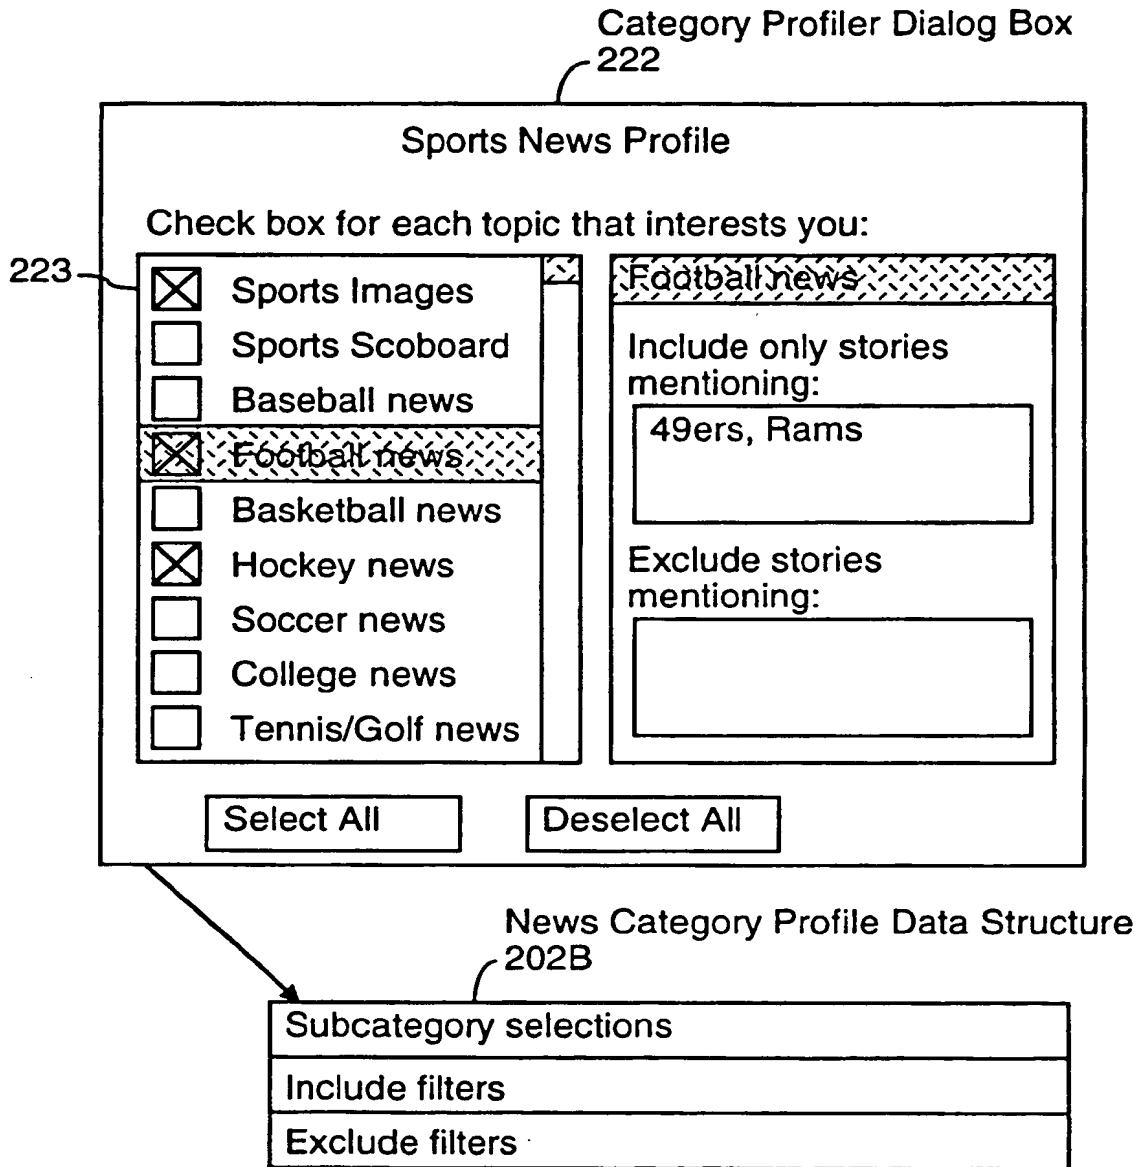 Category Profiler Dialog Box
222
Sports News Profile
Check box for each topic that interests you:
223
Sports Images
Sports Scoboard
Baseball news
Football news
Basketball news
Hockey news
Soccer news
College news
Tennis/Golf news
Football news
Include only stories
mentioning:
49ers, Rams
Exclude stories
mentioning:
Select All
Deselect All
News Category Profile Data Structure
202B
Subcategory selections
Include filters
Exclude filters